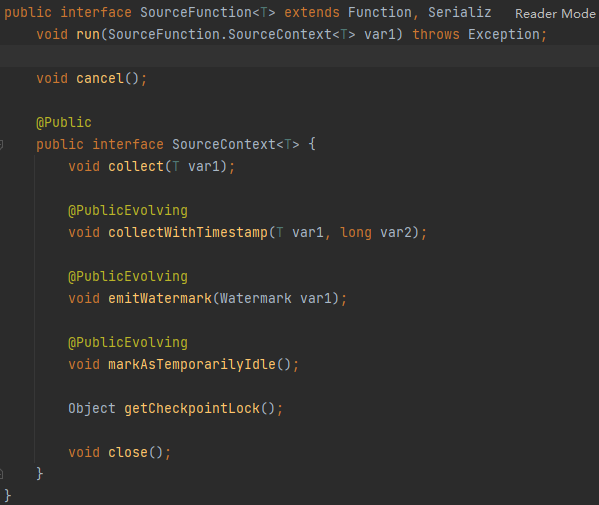 public interface SourceFunction<T> extends Function, Serializ Reader Mode
    void run(SourceFunction.SourceContext<T> var1) throws Exception;
    void cancel();
    @Public
    public interface SourceContext<T> {
        void collect(T var1);
        @PublicEvolving
        void collectWithTimestamp(T var1, long var2);
        @PublicEvolving
        void emitWatermark(Watermark var1);
        @PublicEvolving
        void markAsTemporarilyIdle();
        Object getCheckpointLock();
        void close();
    }
}